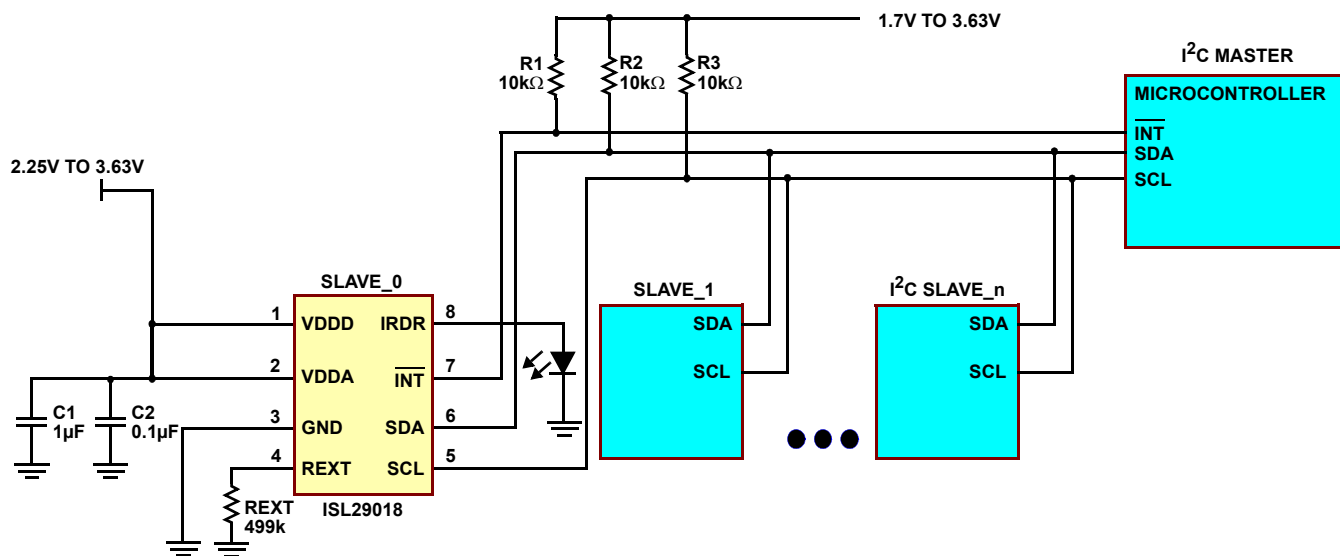 1.7V TO 3.63V
R1
10kΩ
R2
10kΩ
R3
10kΩ
I²C MASTER
MICROCONTROLLER
INT
SDA
SCL
2.25V TO 3.63V
SLAVE_0
1
VDDD
IRDR
8
2
VDDA
INT
7
3
GND
SDA
6
4
REXT
SCL
5
ISL29018
C1
1µF
C2
0.1µF
REXT
499k
SLAVE_1
SDA
SCL
I²C SLAVE_n
SDA
SCL